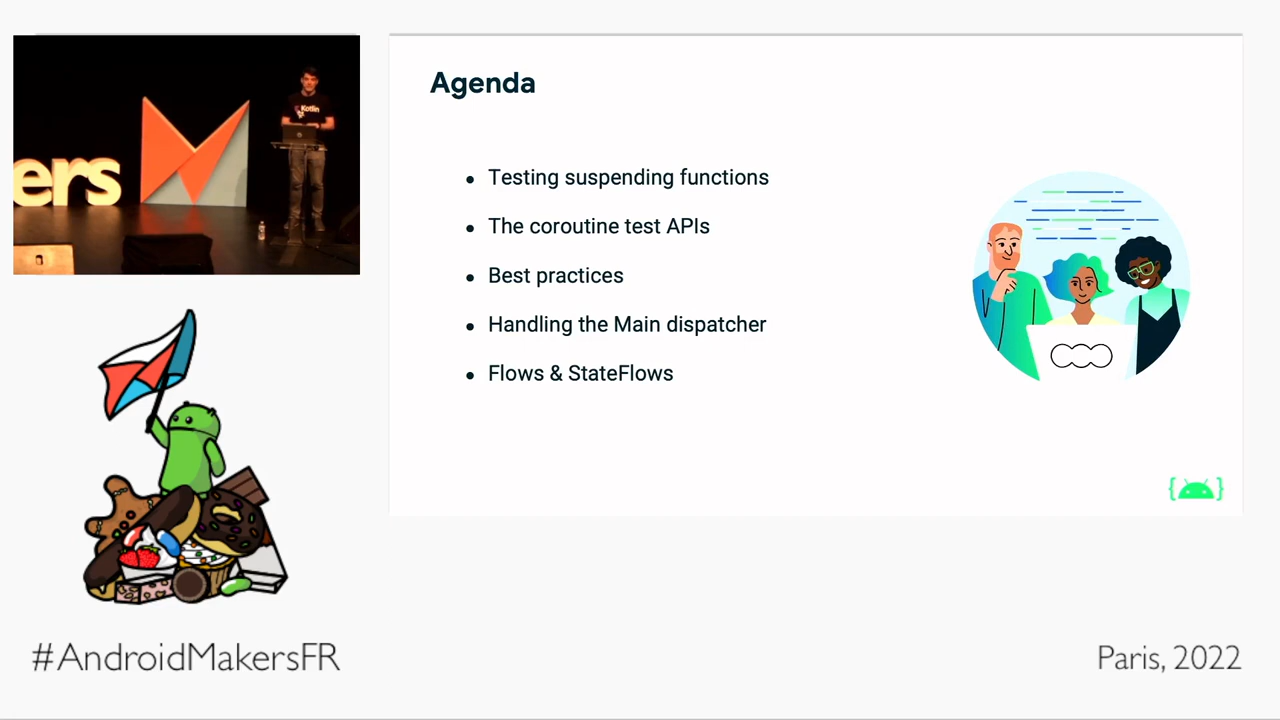 ers
Kotlin
Agenda
• Testing suspending functions
• The coroutine test APIs
• Best practices
• Handling the Main dispatcher
• Flows & StateFlows
#AndroidMakersFR
Paris, 2022